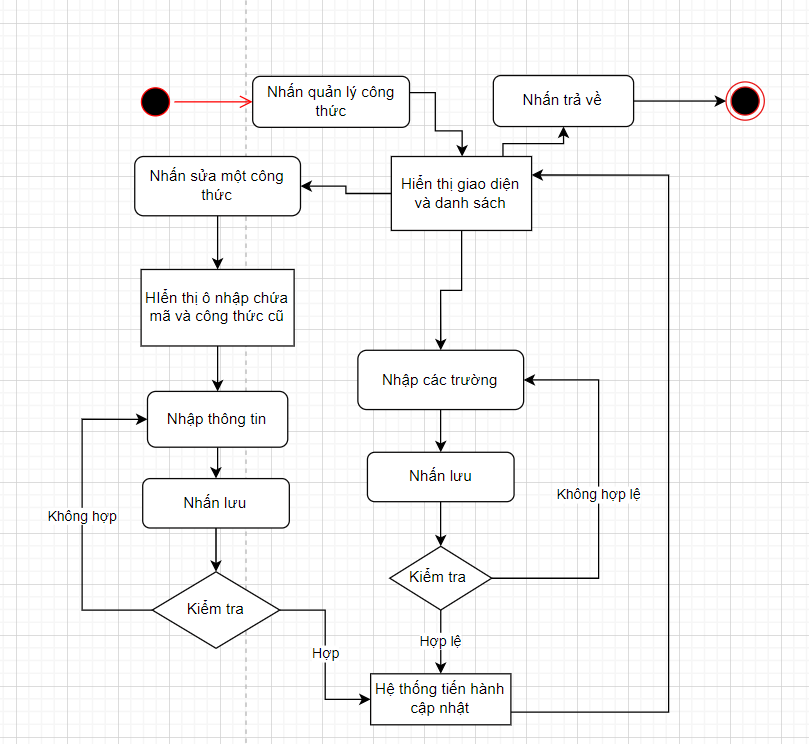 Nhấn quản lý công
thức
Nhấn trả về
Nhấn sửa một công
thức
Hiển thị giao diện
và danh sách
HIển thị ô nhập chứa
mã và công thức cũ
Nhập các trường
Nhập thông tin
Nhấn lưu
Nhấn lưu
Không hợp lệ
Không hợp
Kiểm tra
Kiểm tra
Hợp lệ
Hợp
Hệ thống tiến hành
cập nhật